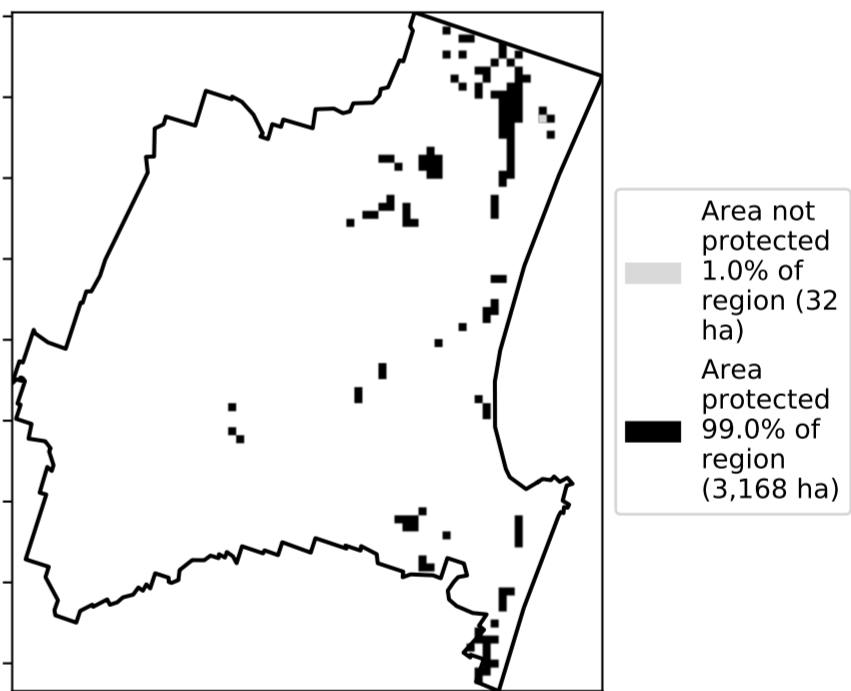 Area not
protected
1.0% of
region (32
ha)
Area
protected
99.0% of
region
(3,168 ha)